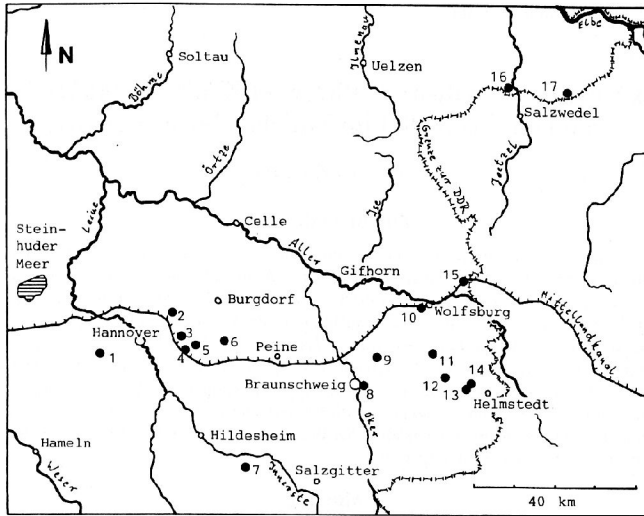 N
Soltau
Böhme
Örtze
Ilmenau
Uelzen
Elbe
16
17
Salzwedel
Jeetzel
Grenze zur DDR
Ise
Celle
Aller
Gifhorn
Leine
Stein-
huder
Meer
Burgdorf
15
Wolfsburg
10
Mittellandkanal
2
Hannover
3
4
5
6
Peine
1
9
11
Braunschweig
8
12
14
13
Helmstedt
Oker
Hameln
Weser
Hildesheim
7
Innerste
Salzgitter
40 km